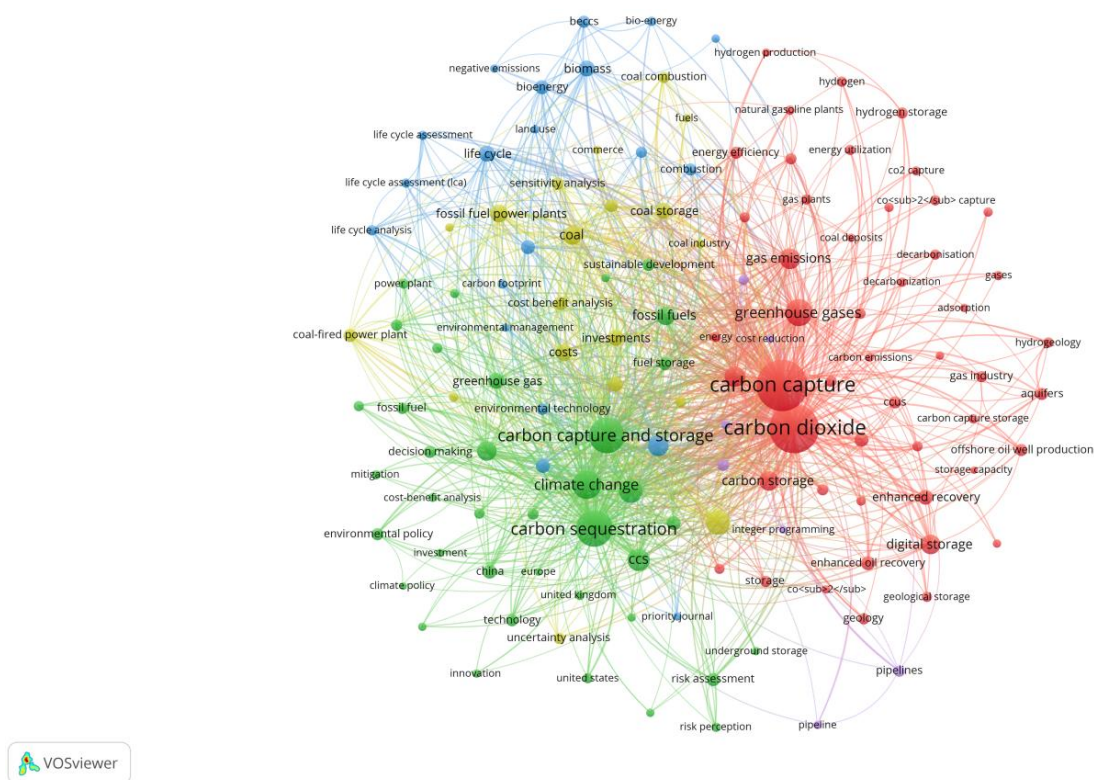 beccs
bio-energy
hydrogen production
negative emissions
biomass
coal combustion
hydrogen
bioenergy
natural gasoline plants
hydrogen storage
fuels
land use
life cycle assessment
commerce
energy efficiency
energy utilization
life cycle
combustion
co2 capture
life cycle assessment (lca)
sensitivity analysis
gas plants
co<sub>2</sub> capture
fossil fuel power plants
coal storage
life cycle analysis
coal
coal industry
coal deposits
gas emissions
decarbonisation
sustainable development
power plant
carbon footprint
decarbonization
gases
cost benefit analysis
adsorption
fossil fuels
greenhouse gases
environmental management
coal-fired power plant
investments
energy
cost reduction
hydrogeology
costs
fuel storage
carbon emissions
greenhouse gas
carbon capture
gas industry
aquifers
fossil fuel
environmental technology
ccus
carbon capture storage
carbon dioxide
carbon capture and storage
decision making
offshore oil well production
mitigation
climate change
carbon storage
storage capacity
cost-benefit analysis
enhanced recovery
carbon sequestration
integer programming
environmental policy
digital storage
investment
ccs
china
europe
enhanced oil recovery
climate policy
storage
co<sub>2</sub>
united kingdom
geological storage
technology
priority journal
geology
uncertainty analysis
underground storage
innovation
united states
risk assessment
pipelines
risk perception
pipeline
VOSviewer